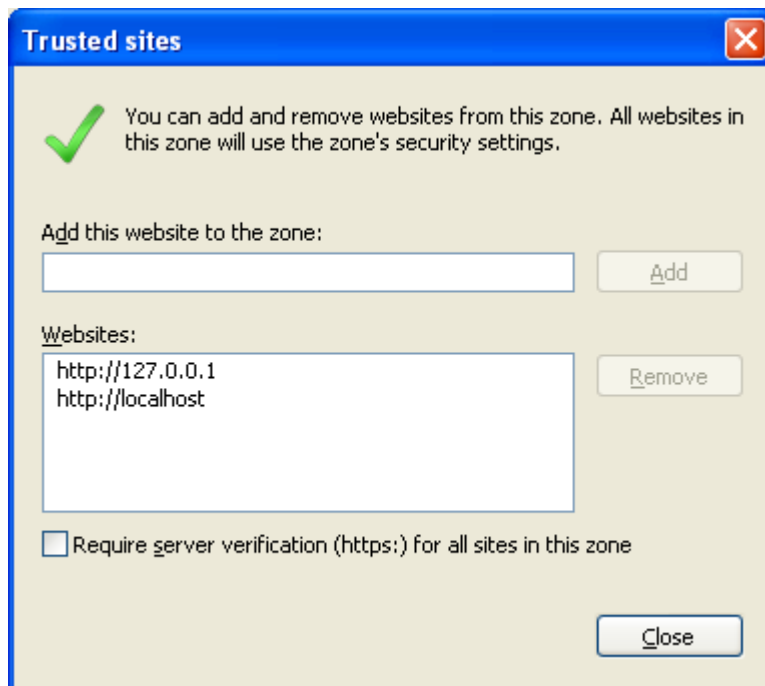 Trusted sites
You can add and remove websites from this zone. All websites in
this zone will use the zone's security settings.
Add this website to the zone:
Add
Websites:
http://127.0.0.1
http://localhost
Remove
Require server verification (https:) for all sites in this zone
Close